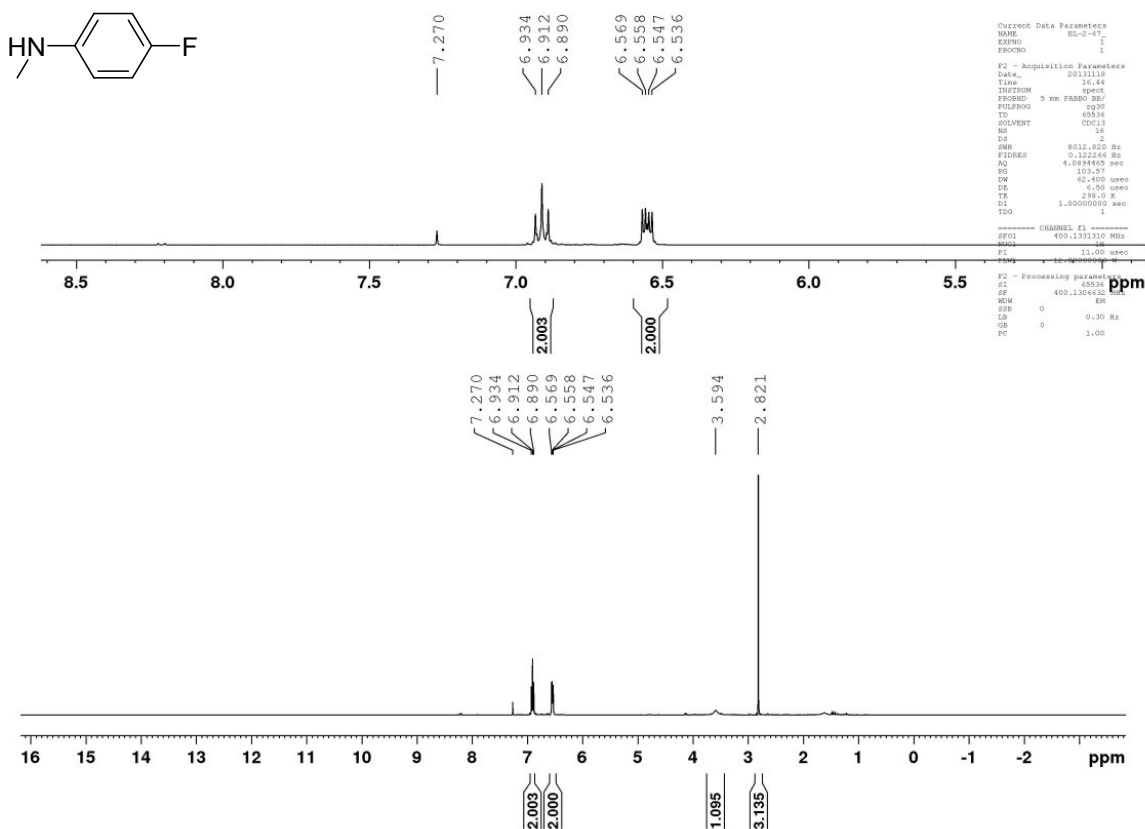 HN
F
7.270
6.934
6.912
6.890
6.569
6.558
6.547
6.536
Current Data Parameters
NAME EL-2-67_
EXPNO 1
PROCNO 1
F2 - Acquisition Parameters
Date_ 20131118
Time 16.44
INSTRUM spect
PROBHD 5 mm PABBO BB/
PULPROG zg30
TD 65536
SOLVENT CDCl3
NS 16
DS 2
SWH 8012.820 Hz
FIDRES 0.122266 Hz
AQ 4.0894465 sec
RG 103.57
DW 62.400 usec
DE 6.50 usec
TE 298.0 K
D1 1.00000000 sec
TD0 1
======== CHANNEL f1 ========
SFO1 400.1331310 MHz
NUC1 1H
P1 11.00 usec
F2 - Processing parameters
SI 65536
SF 400.1306632 MHz
WDW EM
SSB 0
LB 0.30 Hz
GB 0
PC 1.00
8.5 8.0 7.0 6.5 6.0 5.5 ppm
2.003
2.000
7.270
6.934
6.912
6.890
6.569
6.558
6.547
6.536
3.594
2.821
16 15 14 13 12 11 10 9 8 7 6 5 4 3 2 1 0 -1 -2 ppm
2.003
2.000
1.095
3.135